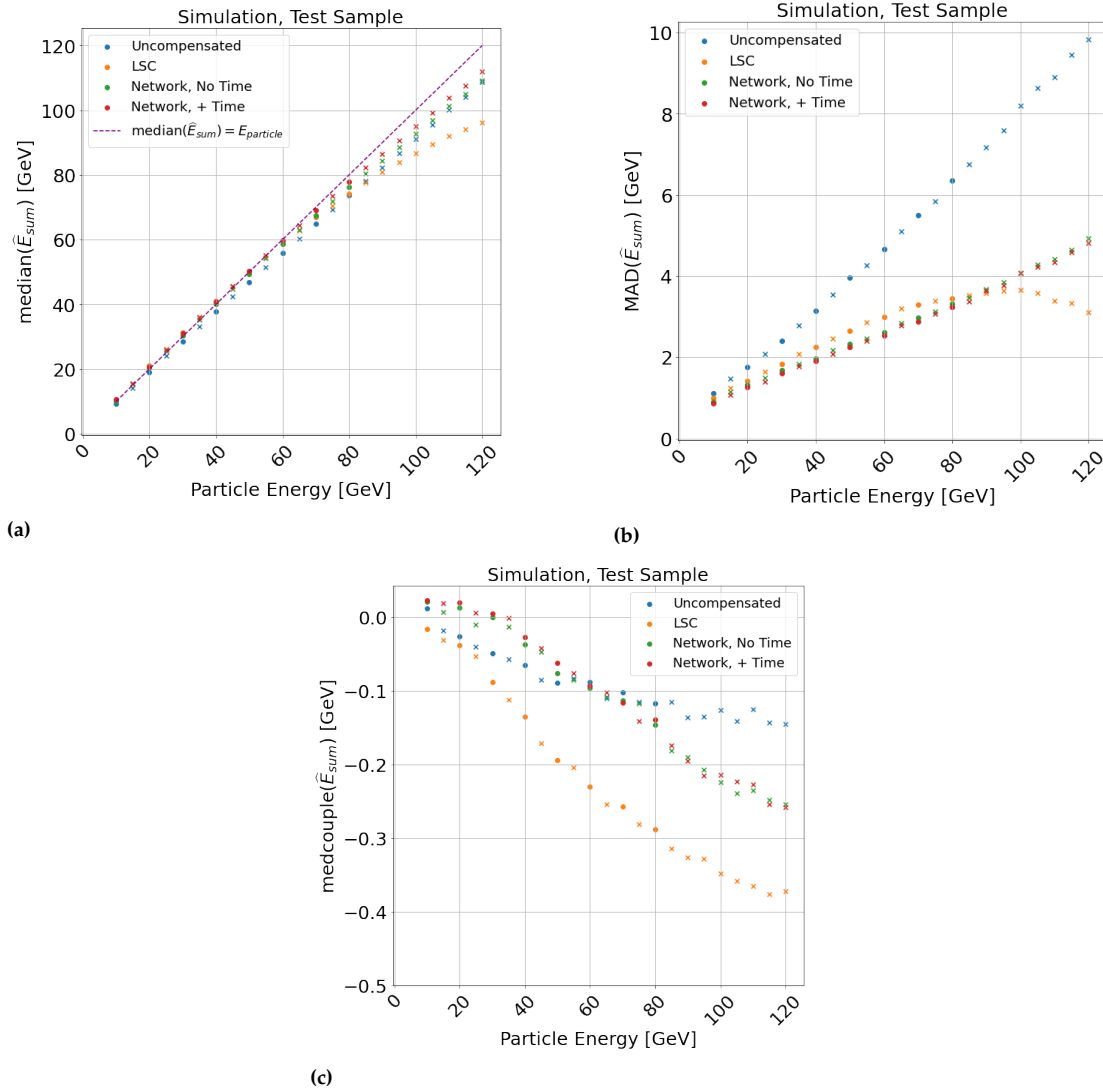 Simulation, Test Sample
Uncompensated
LSC
Network, No Time
Network, + Time
median(Ê_sum) = E_particle
median(Ê_sum) [GeV]
120
100
80
60
40
20
0
0 20 40 60 80 100 120
Particle Energy [GeV]
(a)
Simulation, Test Sample
Uncompensated
LSC
Network, No Time
Network, + Time
MAD(Ê_sum) [GeV]
10
8
6
4
2
0
0 20 40 60 80 100 120
Particle Energy [GeV]
(b)
Simulation, Test Sample
Uncompensated
LSC
Network, No Time
Network, + Time
medcouple(Ê_sum) [GeV]
0.0
−0.1
−0.2
−0.3
−0.4
−0.5
0 20 40 60 80 100 120
Particle Energy [GeV]
(c)